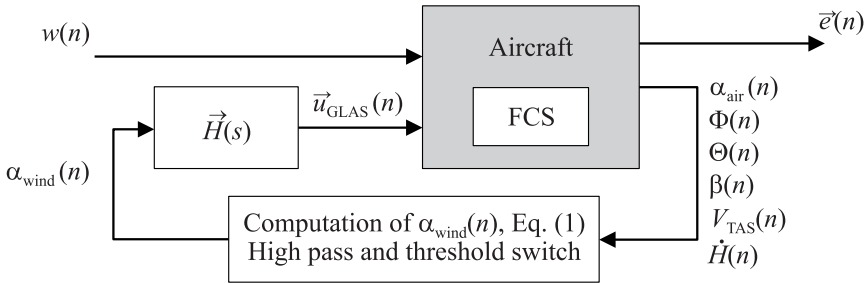 w(n)
Aircraft
e⃗(n)
H⃗(s)
u⃗_GLAS(n)
FCS
α_air(n)
Φ(n)
Θ(n)
β(n)
V_TAS(n)
Ḣ(n)
α_wind(n)
Computation of α_wind(n), Eq. (1)
High pass and threshold switch